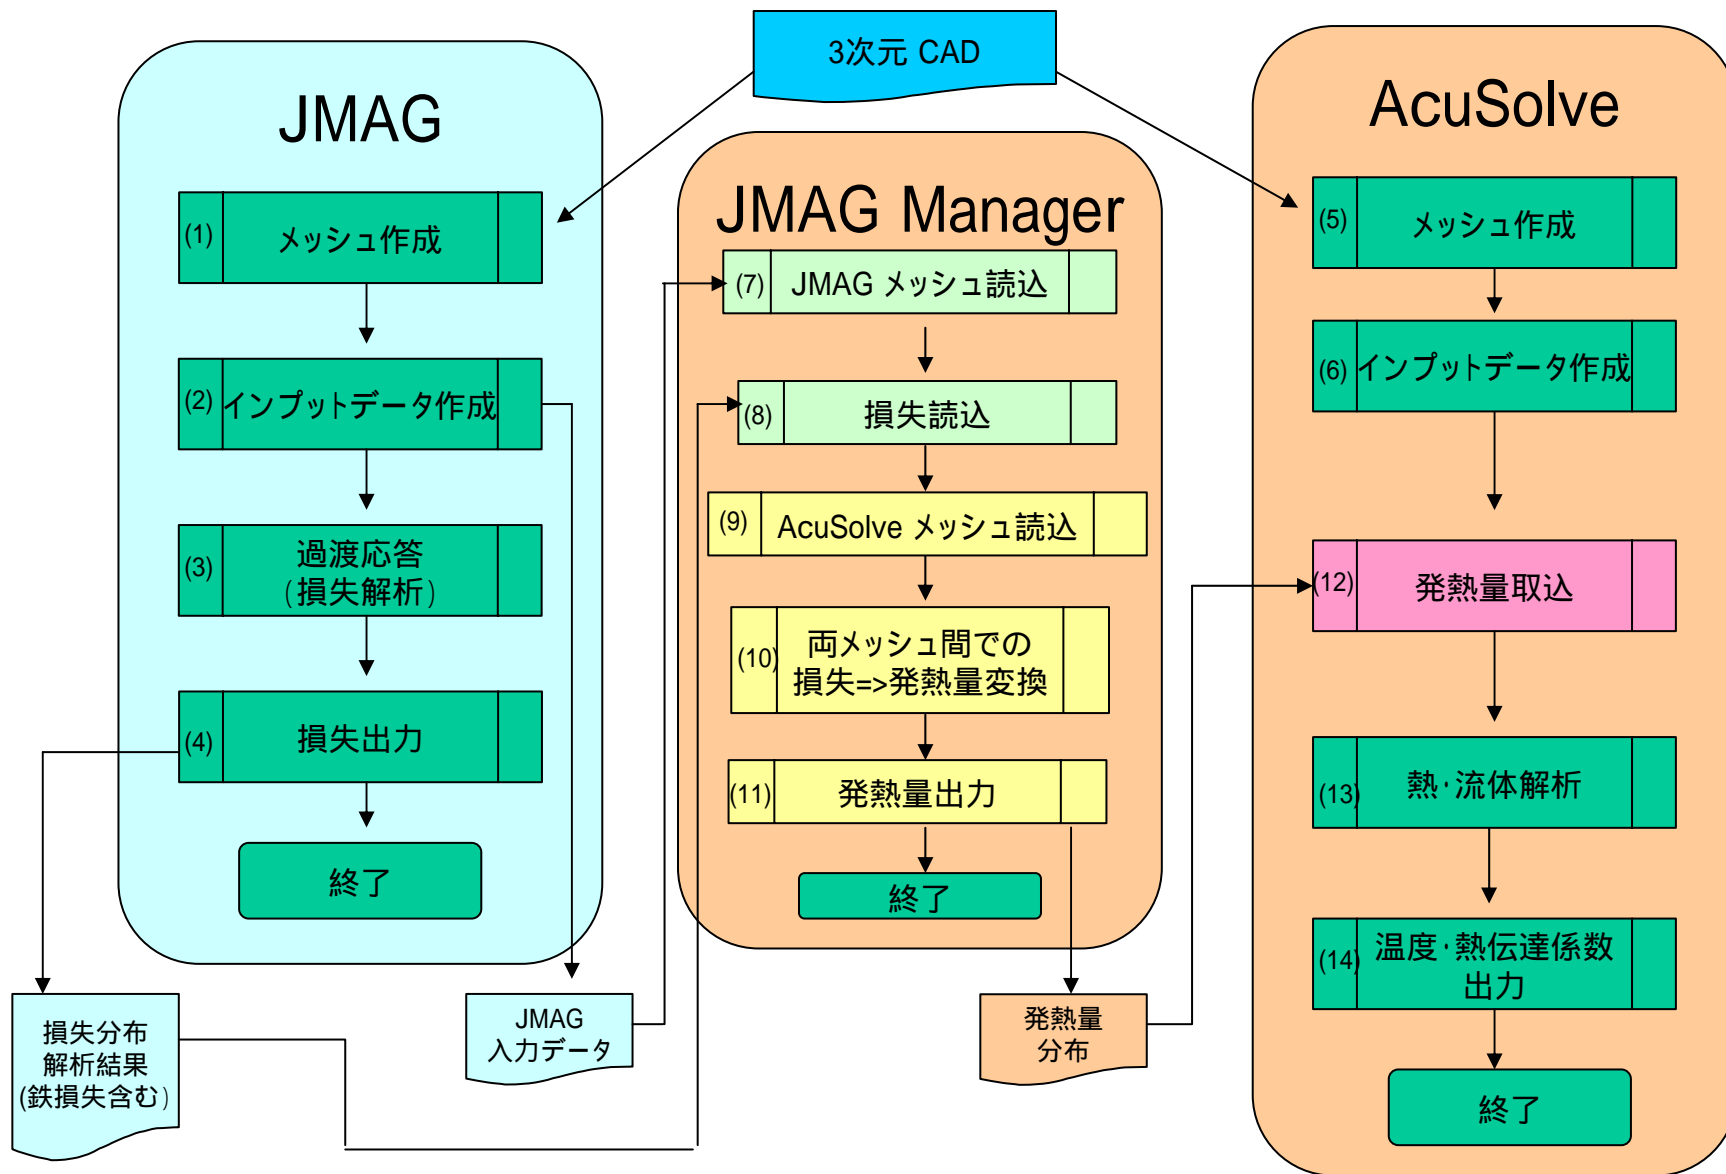 3次元 CAD
JMAG
(1) メッシュ作成
(2) インプットデータ作成
(3) 過渡応答
(損失解析)
(4) 損失出力
終了
損失分布
解析結果
(鉄損失含む)
JMAG
入力データ
JMAG Manager
(7) JMAG メッシュ読込
(8) 損失読込
(9) AcuSolve メッシュ読込
(10) 両メッシュ間での
損失=>発熱量変換
(11) 発熱量出力
終了
発熱量
分布
AcuSolve
(5) メッシュ作成
(6) インプットデータ作成
(12) 発熱量取込
(13) 熱・流体解析
(14) 温度・熱伝達係数
出力
終了